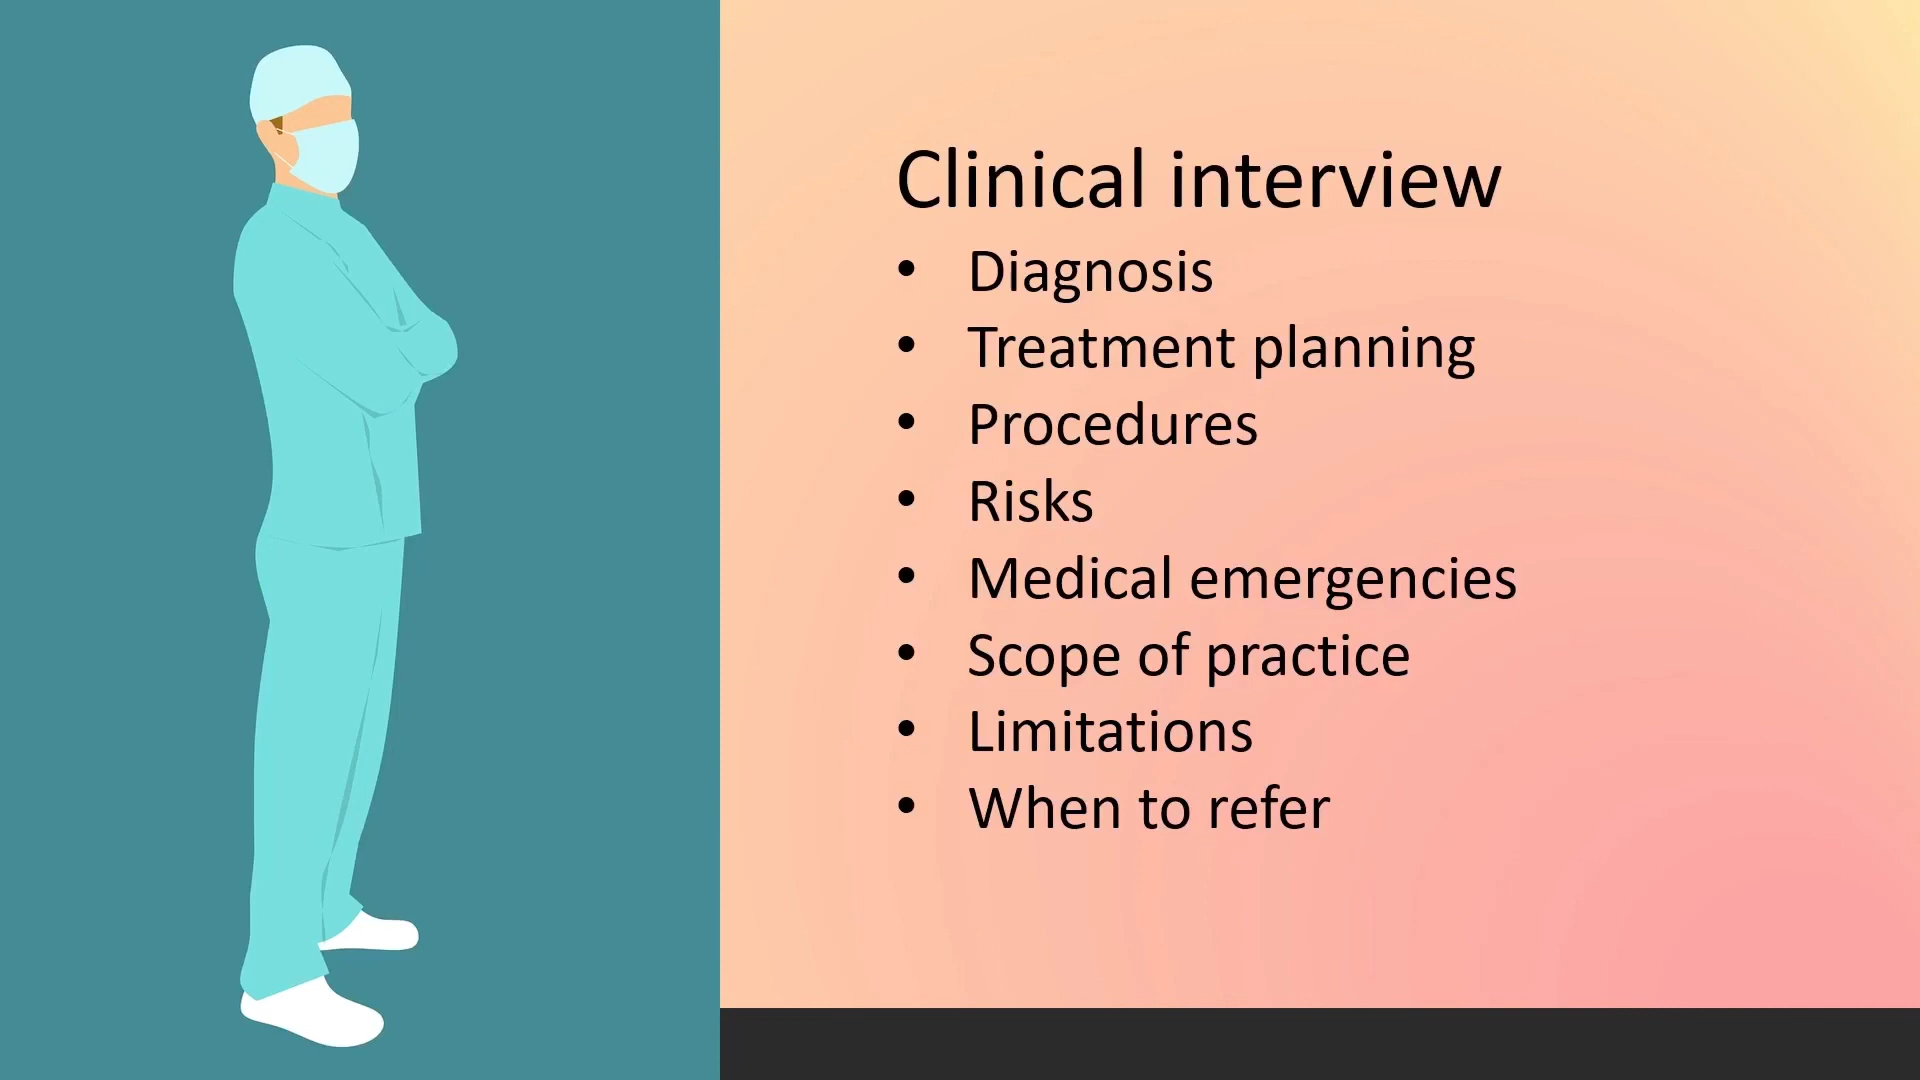 Clinical interview
• Diagnosis
• Treatment planning
• Procedures
• Risks
• Medical emergencies
• Scope of practice
• Limitations
• When to refer